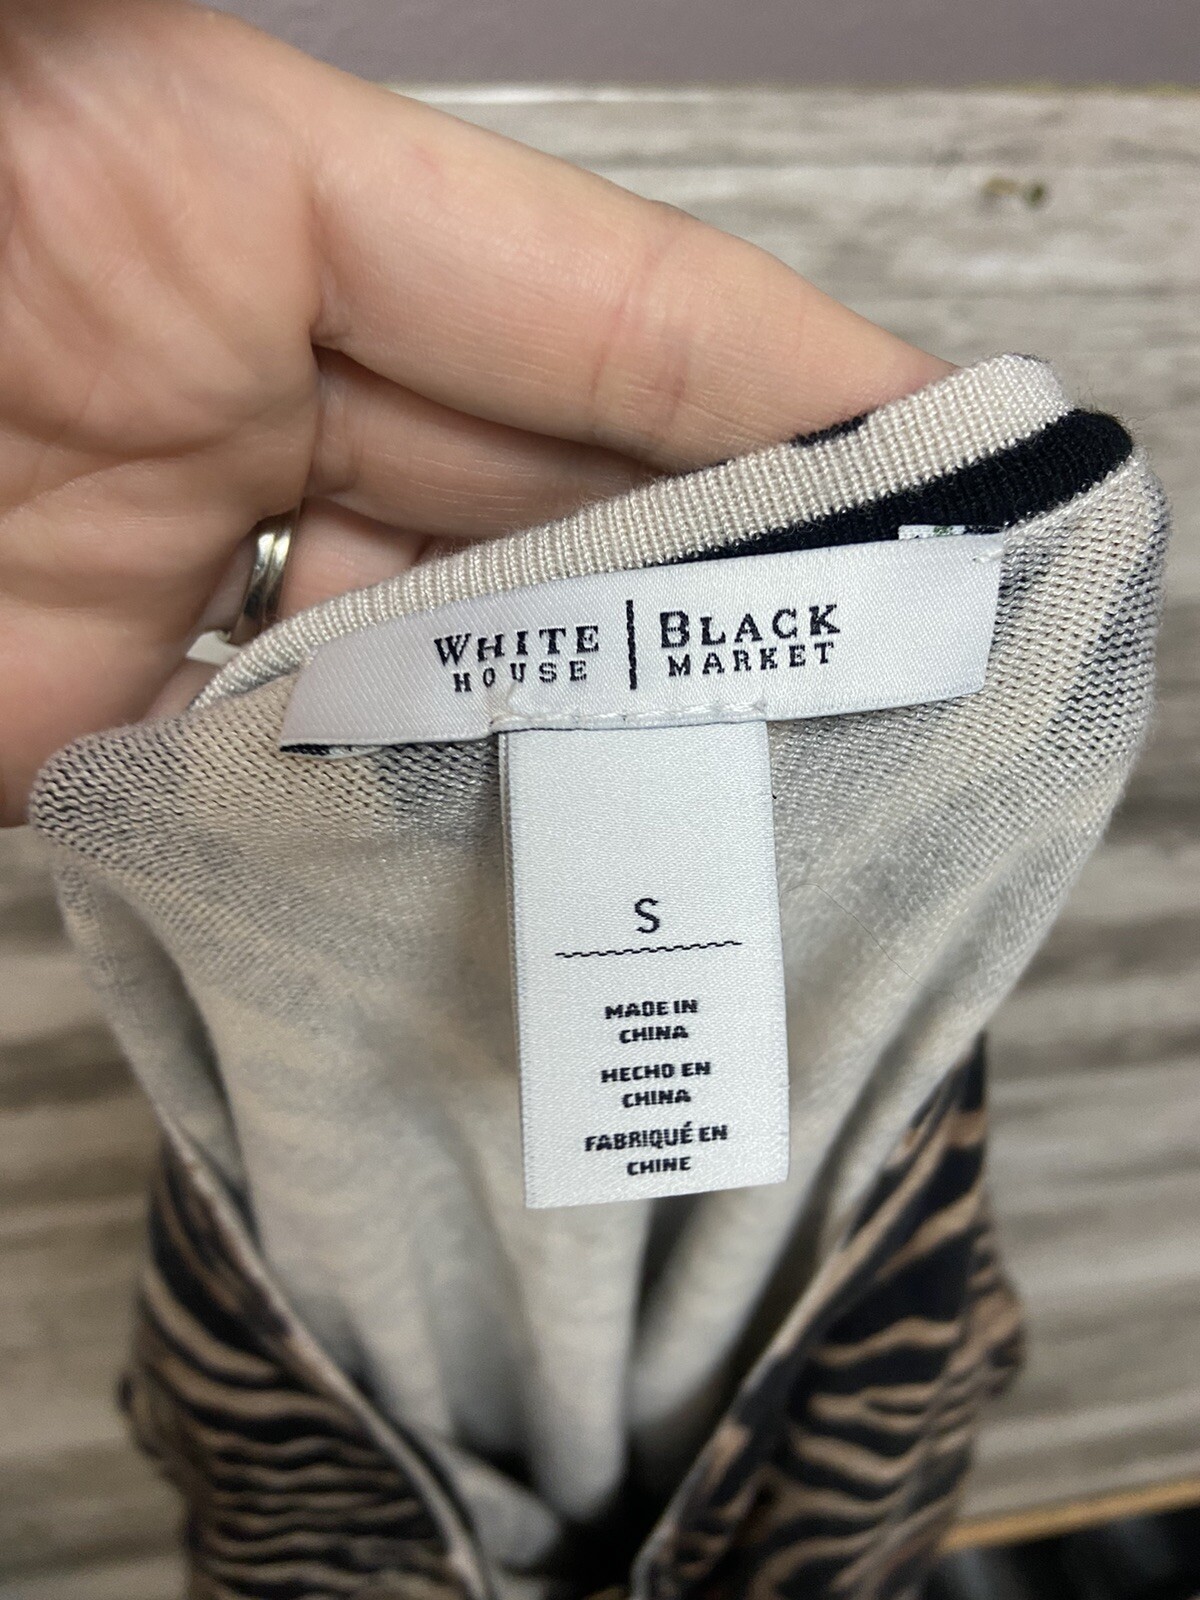 WHITE | BLACK
HOUSE | MARKET
S
MADE IN
CHINA
HECHO EN
CHINA
FABRIQUÉ EN
CHINE